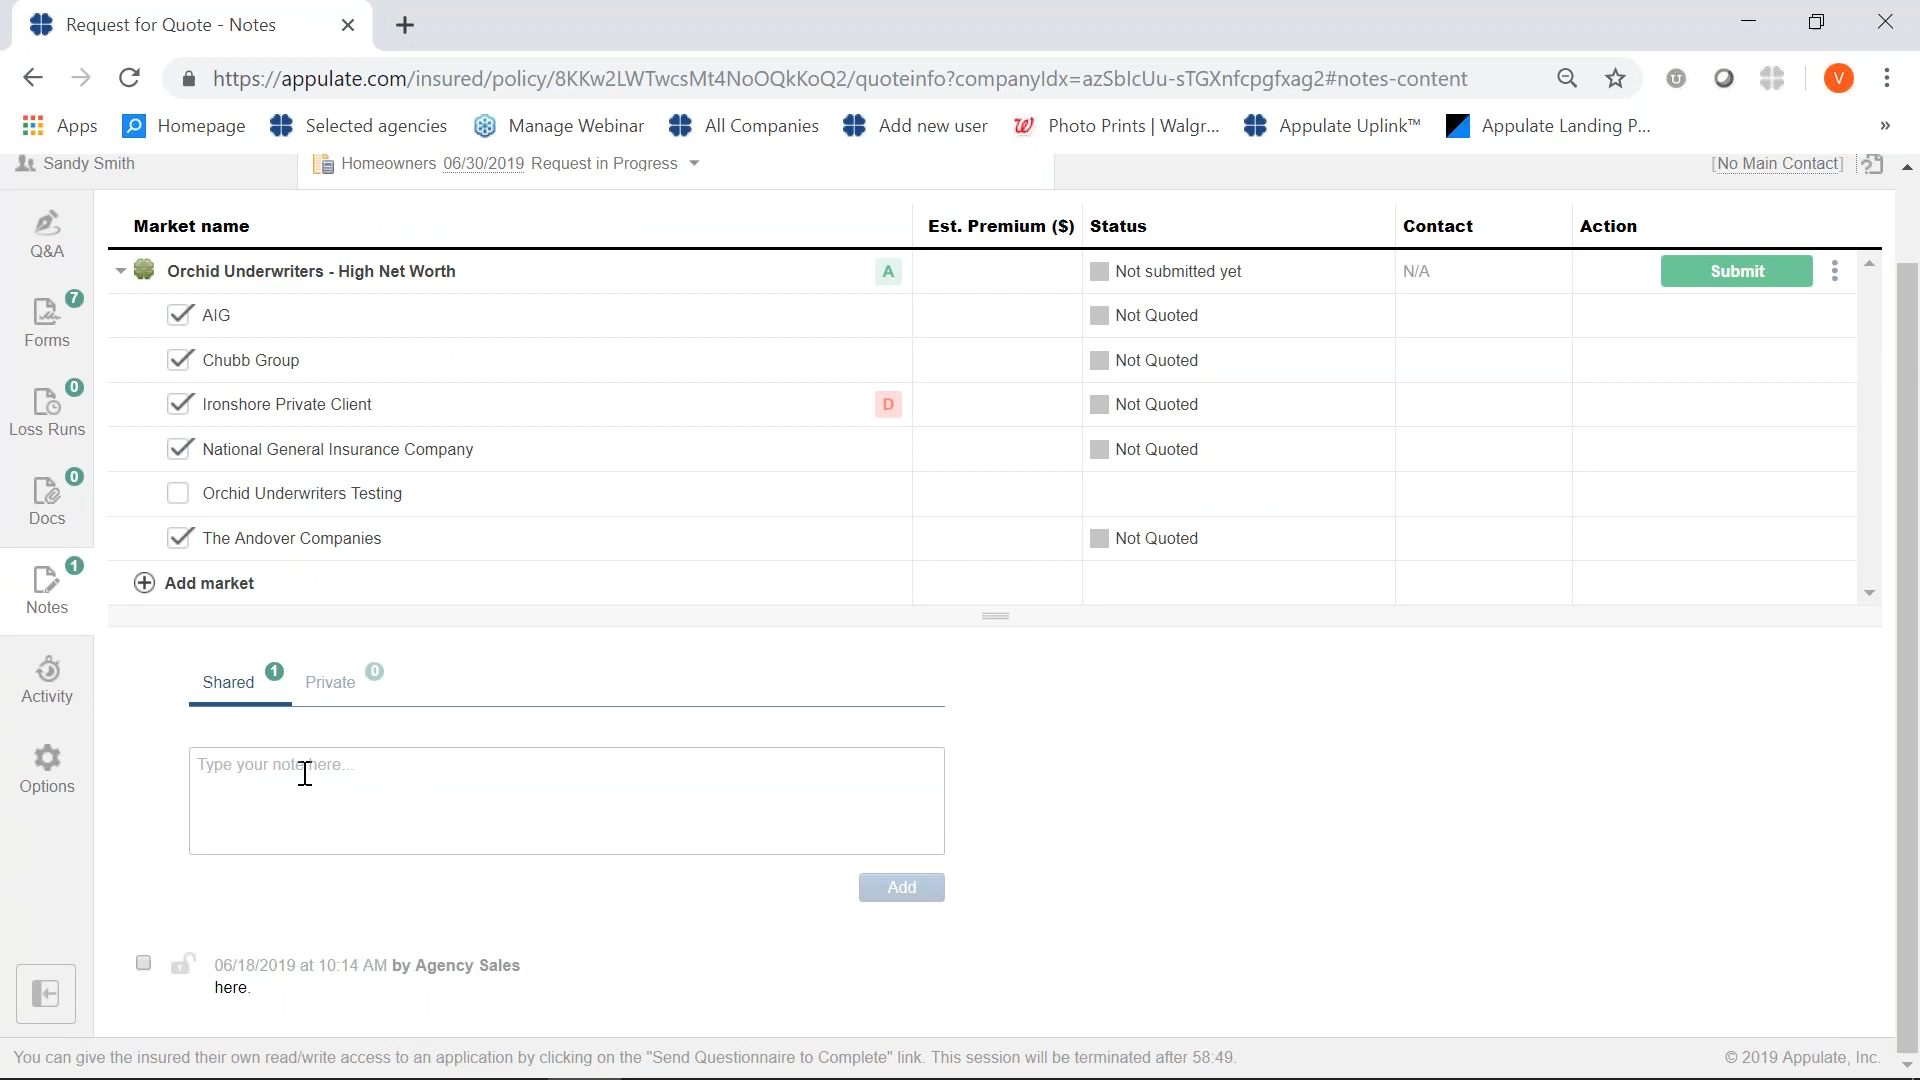 Request for Quote - Notes
https://appulate.com/insured/policy/8KKw2LWTwcsMt4NoOQkKoQ2/quoteinfo?companyIdx=azSbIcUu-sTGXnfcpgfxag2#notes-content
V
Apps Homepage Selected agencies Manage Webinar All Companies Add new user Photo Prints | Walgr... Appulate Uplink™ Appulate Landing P... »
Sandy Smith Homeowners 06/30/2019 Request in Progress [No Main Contact]
Market name Est. Premium ($) Status Contact Action
Orchid Underwriters - High Net Worth A Not submitted yet N/A Submit
AIG Not Quoted
Chubb Group Not Quoted
Ironshore Private Client D Not Quoted
National General Insurance Company Not Quoted
Orchid Underwriters Testing
The Andover Companies Not Quoted
Add market
Q&A
7
Forms
0
Loss Runs
0
Docs
1
Notes
Activity
Options
Shared 1 Private 0
Type your note here...
Add
06/18/2019 at 10:14 AM by Agency Sales
here.
You can give the insured their own read/write access to an application by clicking on the "Send Questionnaire to Complete" link. This session will be terminated after 58:49. © 2019 Appulate, Inc.